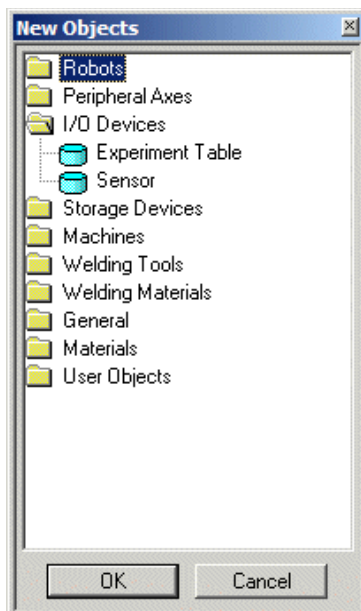 New Objects
Robots
Peripheral Axes
I/O Devices
Experiment Table
Sensor
Storage Devices
Machines
Welding Tools
Welding Materials
General
Materials
User Objects
OK Cancel